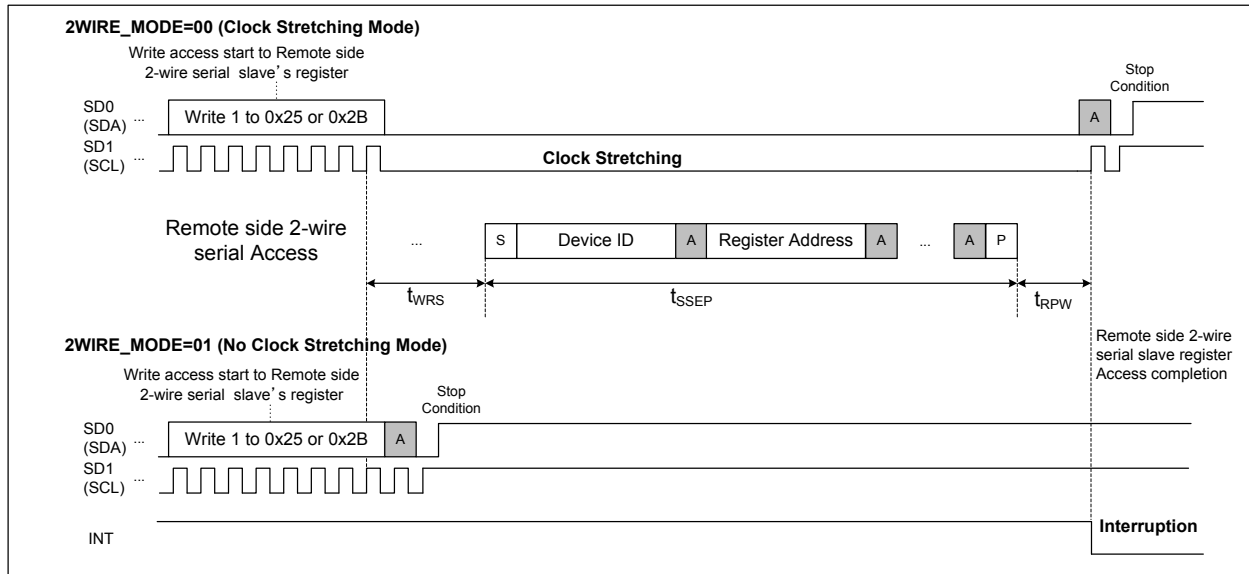 2WIRE_MODE=00 (Clock Stretching Mode)
Write access start to Remote side
2-wire serial slave's register
Stop
Condition
SD0
(SDA) ...
Write 1 to 0x25 or 0x2B
A
SD1
(SCL) ...
Clock Stretching
Remote side 2-wire
serial Access
...
S Device ID A Register Address A ... A P
tWRS
tSSEP
tRPW
2WIRE_MODE=01 (No Clock Stretching Mode)
Remote side 2-wire
serial slave register
Access completion
Write access start to Remote side
2-wire serial slave's register
Stop
Condition
SD0
(SDA) ...
Write 1 to 0x25 or 0x2B A
SD1
(SCL) ...
INT
Interruption